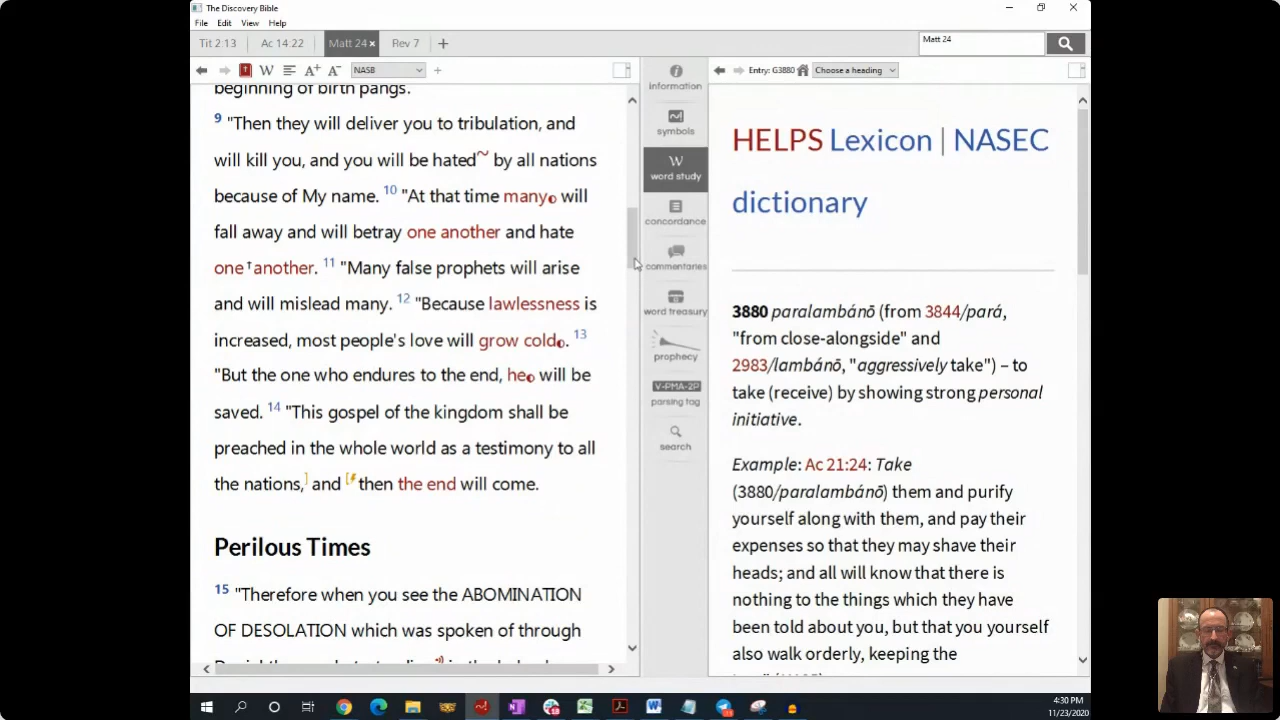 The Discovery Bible
File Edit View Help
Tit 2:13 Ac 14:22 Matt 24 × Rev 7 +
Matt 24
W A+ A- NASB +
Entry: G3880 Choose a heading
beginning of birth pangs.
9 "Then they will deliver you to tribulation, and
will kill you, and you will be hated~ by all nations
because of My name. 10 "At that time many will
fall away and will betray one another and hate
one †another. 11 "Many false prophets will arise
and will mislead many. 12 "Because lawlessness is
increased, most people's love will grow cold. 13
"But the one who endures to the end, he will be
saved. 14 "This gospel of the kingdom shall be
preached in the whole world as a testimony to all
the nations,] and [then the end will come.
Perilous Times
15 "Therefore when you see the ABOMINATION
OF DESOLATION which was spoken of through
information
symbols
W
word study
concordance
commentaries
word treasury
prophecy
V-PMA-2P
parsing tag
search
HELPS Lexicon | NASEC
dictionary
3880 paralambánō (from 3844/pará,
"from close-alongside" and
2983/lambánō, "aggressively take") – to
take (receive) by showing strong personal
initiative.
Example: Ac 21:24: Take
(3880/paralambánō) them and purify
yourself along with them, and pay their
expenses so that they may shave their
heads; and all will know that there is
nothing to the things which they have
been told about you, but that you yourself
also walk orderly, keeping the
4:30 PM
11/23/2020